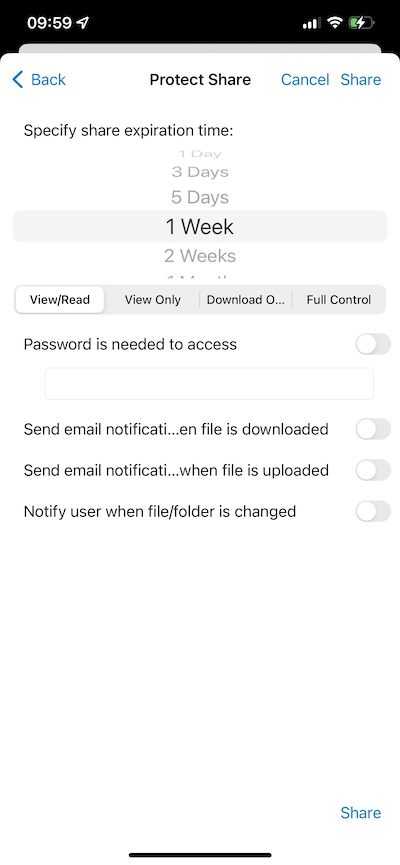 09:59
Back
Protect Share
Cancel
Share
Specify share expiration time:
1 Day
3 Days
5 Days
1 Week
2 Weeks
View/Read
View Only
Download O...
Full Control
Password is needed to access
Send email notificati...en file is downloaded
Send email notificati...when file is uploaded
Notify user when file/folder is changed
Share